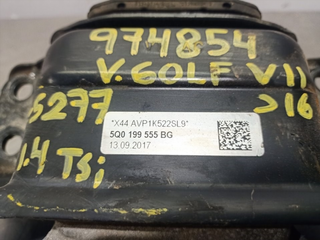 974854
V. GOLF VII
5277
>16
1.4 TSi
"X44 AVP1K522SL9"
5Q0 199 555 BG
13.09.2017